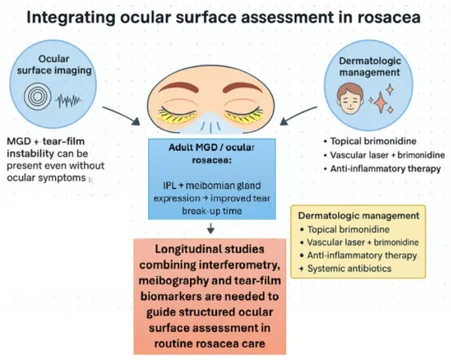 Integrating ocular surface assessment in rosacea
Ocular
surface imaging
MGD + tear-film
instability can be
present even without
ocular symptoms
Adult MGD / ocular
rosacea:
IPL + meibomian gland
expression → improved tear
break-up time
Longitudinal studies
combining interferometry,
meibography and tear-film
biomarkers are needed to
guide structured ocular
surface assessment in
routine rosacea care
Dermatologic
management
• Topical brimonidine
• Vascular laser + brimonidine
• Anti-inflammatory therapy
Dermatologic management
• Topical brimonidine
• Vascular laser + brimonidine
• Anti-inflammatory therapy
+ Systemic antibiotics